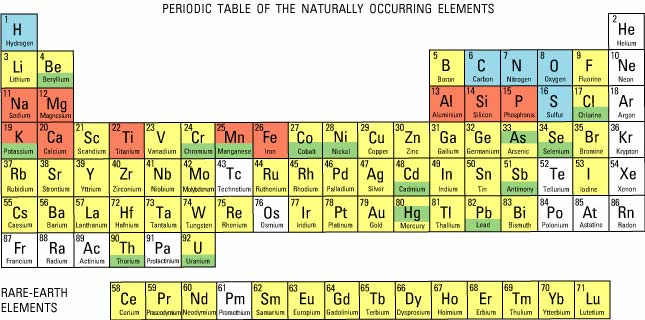 PERIODIC TABLE OF THE NATURALLY OCCURRING ELEMENTS
1 H Hydrogen 2 He Helium
3 Li Lithium 4 Be Beryllium 5 B Boron 6 C Carbon 7 N Nitrogen 8 O Oxygen 9 F Fluorine 10 Ne Neon
11 Na Sodium 12 Mg Magnesium 13 Al Aluminium 14 Si Silicon 15 P Phosphorus 16 S Sulfur 17 Cl Chlorine 18 Ar Argon
19 K Potassium 20 Ca Calcium 21 Sc Scandium 22 Ti Titanium 23 V Vanadium 24 Cr Chromium 25 Mn Manganese 26 Fe Iron 27 Co Cobalt 28 Ni Nickel 29 Cu Copper 30 Zn Zinc 31 Ga Gallium 32 Ge Germanium 33 As Arsenic 34 Se Selenium 35 Br Bromine 36 Kr Krypton
37 Rb Rubidium 38 Sr Strontium 39 Y Yttrium 40 Zr Zirconium 41 Nb Niobium 42 Mo Molybdenum 43 Tc Technetium 44 Ru Ruthenium 45 Rh Rhodium 46 Pd Palladium 47 Ag Silver 48 Cd Cadmium 49 In Indium 50 Sn Tin 51 Sb Antimony 52 Te Tellurium 53 I Iodine 54 Xe Xenon
55 Cs Caesium 56 Ba Barium 57 La Lanthanum 72 Hf Hafnium 73 Ta Tantalum 74 W Tungsten 75 Re Rhenium 76 Os Osmium 77 Ir Iridium 78 Pt Platinum 79 Au Gold 80 Hg Mercury 81 Tl Thallium 82 Pb Lead 83 Bi Bismuth 84 Po Polonium 85 At Astatine 86 Rn Radon
87 Fr Francium 88 Ra Radium 89 Ac Actinium 90 Th Thorium 91 Pa Protactinium 92 U Uranium
RARE-EARTH
ELEMENTS
58 Ce Cerium 59 Pr Praseodymium 60 Nd Neodymium 61 Pm Promethium 62 Sm Samarium 63 Eu Europium 64 Gd Gadolinium 65 Tb Terbium 66 Dy Dysprosium 67 Ho Holmium 68 Er Erbium 69 Tm Thulium 70 Yb Ytterbium 71 Lu Lutetium